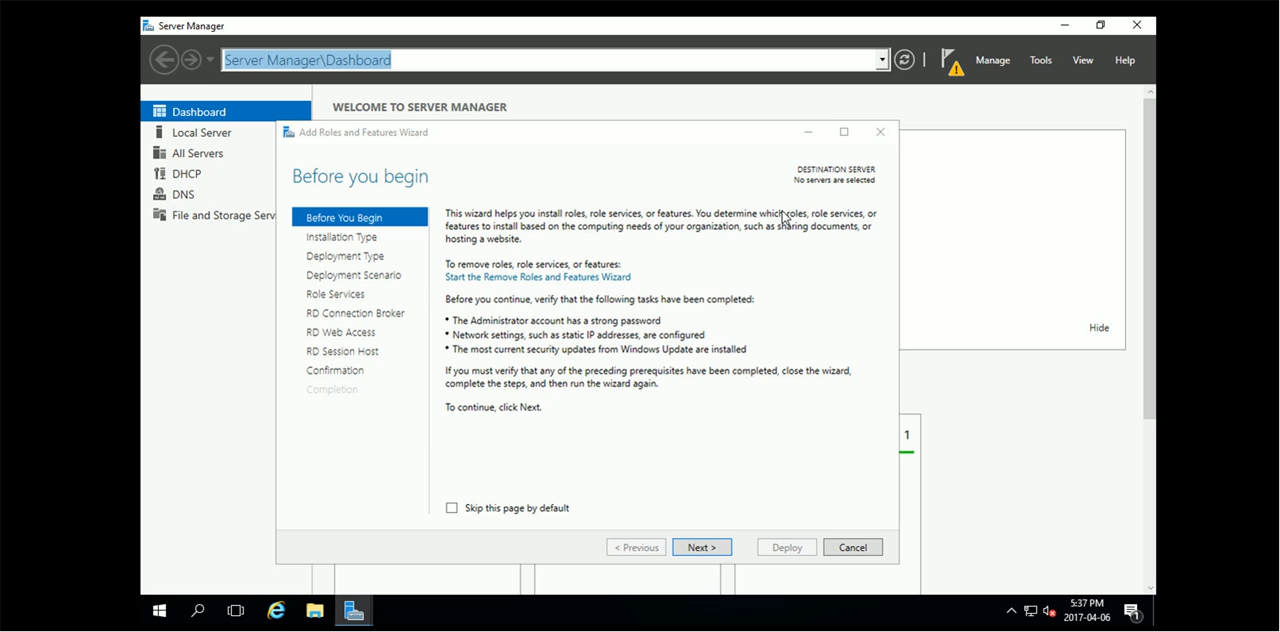 Server Manager
Server Manager\Dashboard
Manage
Tools
View
Help
Dashboard
Local Server
All Servers
DHCP
DNS
File and Storage Serv
WELCOME TO SERVER MANAGER
Add Roles and Features Wizard
Before you begin
DESTINATION SERVER
No servers are selected
Before You Begin
Installation Type
Deployment Type
Deployment Scenario
Role Services
RD Connection Broker
RD Web Access
RD Session Host
Confirmation
Completion
This wizard helps you install roles, role services, or features. You determine which roles, role services, or
features to install based on the computing needs of your organization, such as sharing documents, or
hosting a website.
To remove roles, role services, or features:
Start the Remove Roles and Features Wizard
Before you continue, verify that the following tasks have been completed:
• The Administrator account has a strong password
• Network settings, such as static IP addresses, are configured
• The most current security updates from Windows Update are installed
If you must verify that any of the preceding prerequisites have been completed, close the wizard,
complete the steps, and then run the wizard again.
To continue, click Next.
Skip this page by default
< Previous
Next >
Deploy
Cancel
Hide
1
5:37 PM
2017-04-06
1